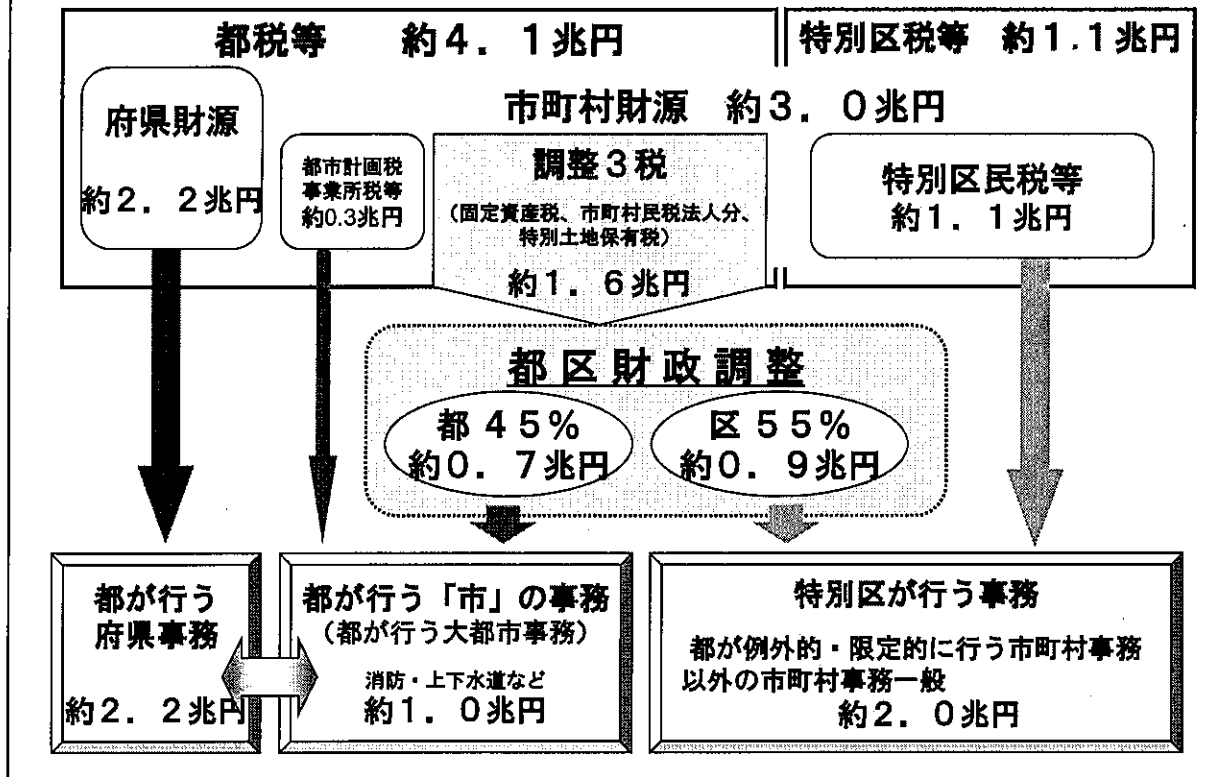 都税等　約４．１兆円
特別区税等　約１.１兆円
市町村財源　約３．０兆円
府県財源
約２．２兆円
都市計画税
事業所税等
約0.3兆円
調整３税
（固定資産税、市町村民税法人分、
特別土地保有税）
約１．６兆円
特別区民税等
約１．１兆円
都区財政調整
都４５%
約０．７兆円
区５５%
約０．９兆円
都が行う
府県事務
約２．２兆円
都が行う「市」の事務
（都が行う大都市事務）
消防・上下水道など
約１．０兆円
特別区が行う事務
都が例外的・限定的に行う市町村事務
以外の市町村事務一般
約２．０兆円